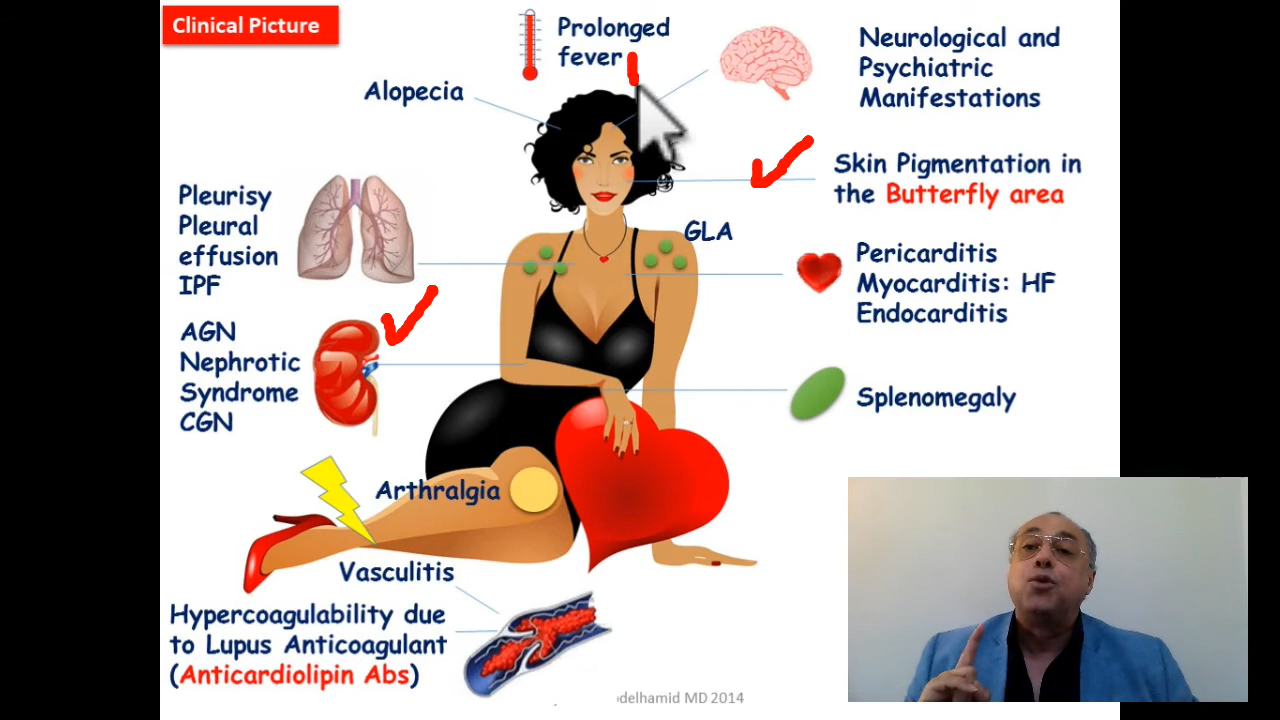 Clinical Picture
Prolonged
fever
Alopecia
Neurological and
Psychiatric
Manifestations
Skin Pigmentation in
the Butterfly area
Pleurisy
Pleural
effusion
IPF
GLA
Pericarditis
Myocarditis: HF
Endocarditis
AGN
Nephrotic
Syndrome
CGN
Splenomegaly
Arthralgia
Vasculitis
Hypercoagulability due
to Lupus Anticoagulant
(Anticardiolipin Abs)
delhamid MD 2014